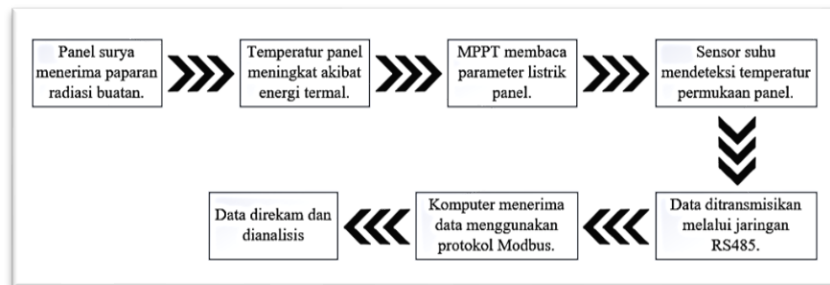 Panel surya
menerima paparan
radiasi buatan.
Temperatur panel
meningkat akibat
energi termal.
MPPT membaca
parameter listrik
panel.
Sensor suhu
mendeteksi temperatur
permukaan panel.
Data ditransmisikan
melalui jaringan
RS485.
Komputer menerima
data menggunakan
protokol Modbus.
Data direkam dan
dianalisis